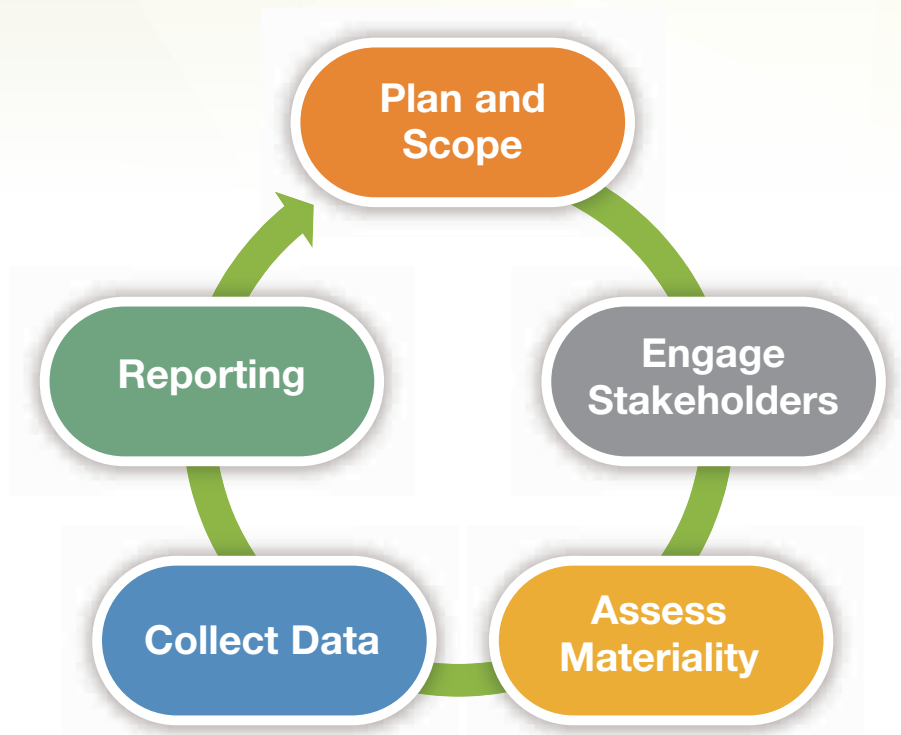 Plan and
Scope
Engage
Stakeholders
Assess
Materiality
Collect Data
Reporting